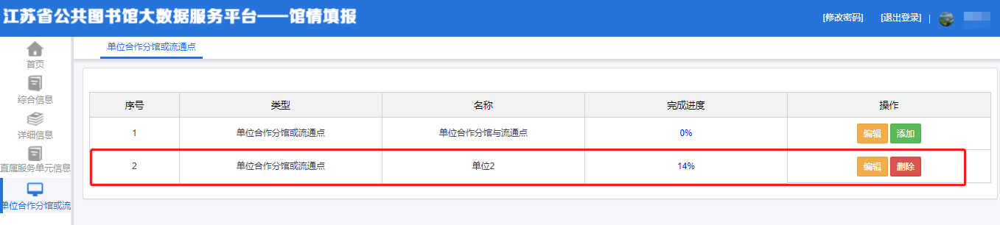 江苏省公共图书馆大数据服务平台——馆情填报
[修改密码] [退出登录] |
首页
综合信息
详细信息
直属服务单元信息
单位合作分馆或流
单位合作分馆或流通点
序号 类型 名称 完成进度 操作
1 单位合作分馆或流通点 单位合作分馆与流通点 0% 编辑 添加
2 单位合作分馆或流通点 单位2 14% 编辑 删除